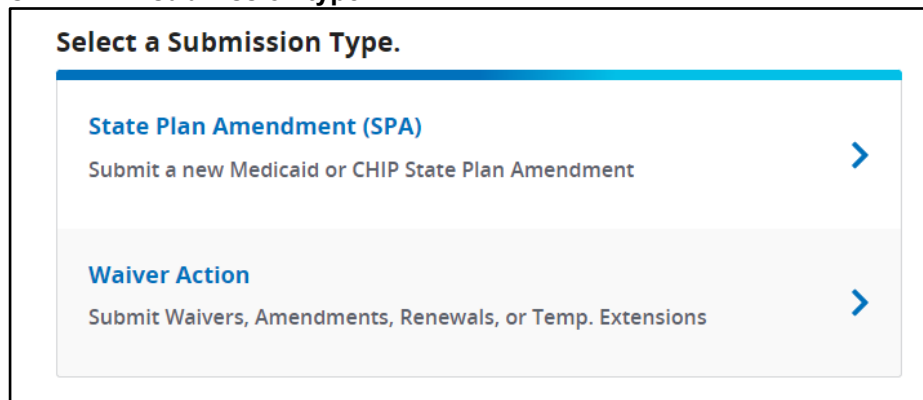 Select a Submission Type.
State Plan Amendment (SPA)
Submit a new Medicaid or CHIP State Plan Amendment
Waiver Action
Submit Waivers, Amendments, Renewals, or Temp. Extensions